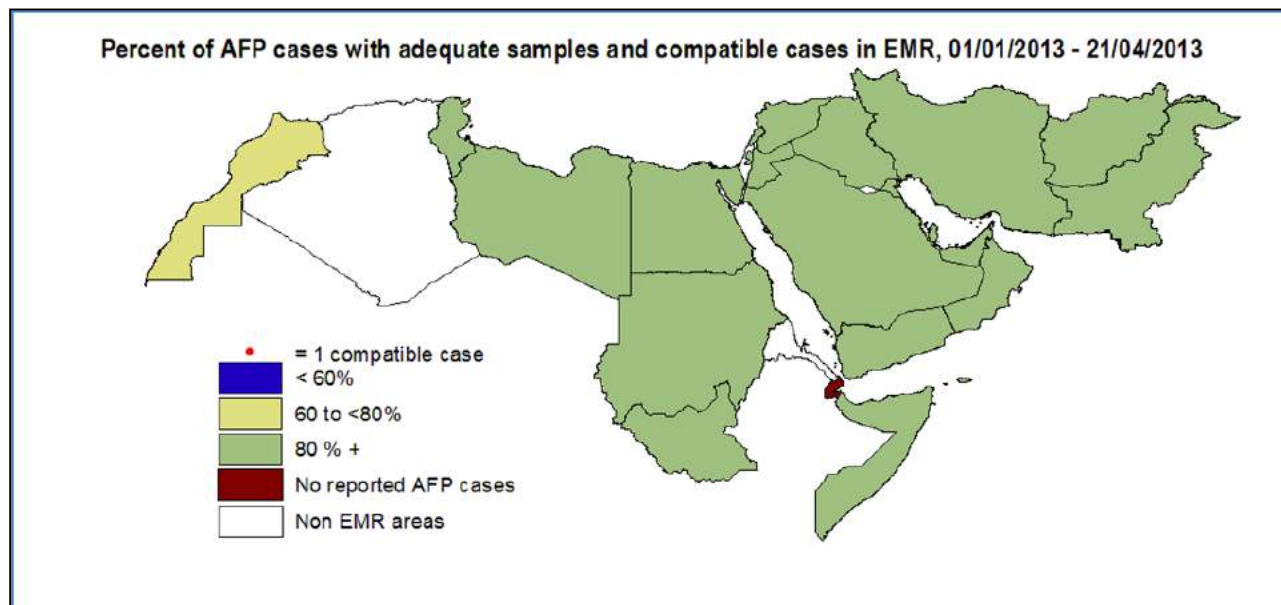 Percent of AFP cases with adequate samples and compatible cases in EMR, 01/01/2013 - 21/04/2013
= 1 compatible case
< 60%
60 to <80%
80 % +
No reported AFP cases
Non EMR areas